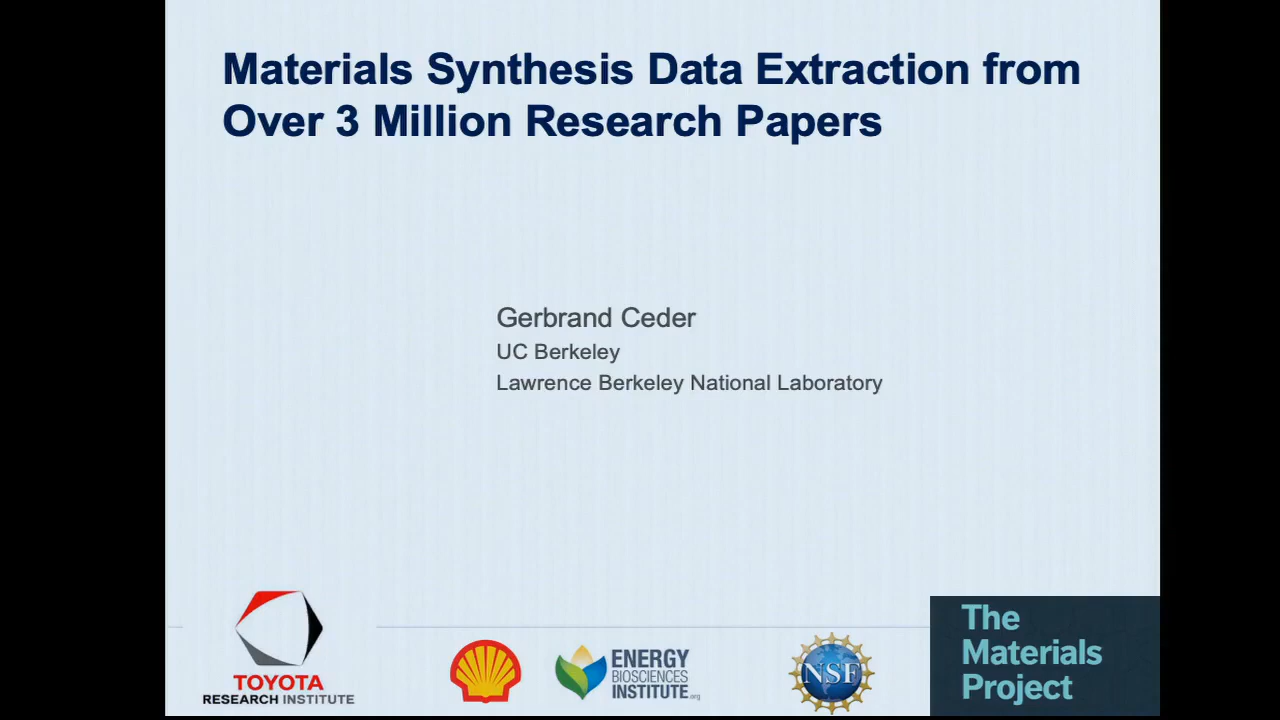 Materials Synthesis Data Extraction from
Over 3 Million Research Papers
Gerbrand Ceder
UC Berkeley
Lawrence Berkeley National Laboratory
TOYOTA
RESEARCH INSTITUTE
ENERGY
BIOSCIENCES
INSTITUTE.org
NSF
The
Materials
Project